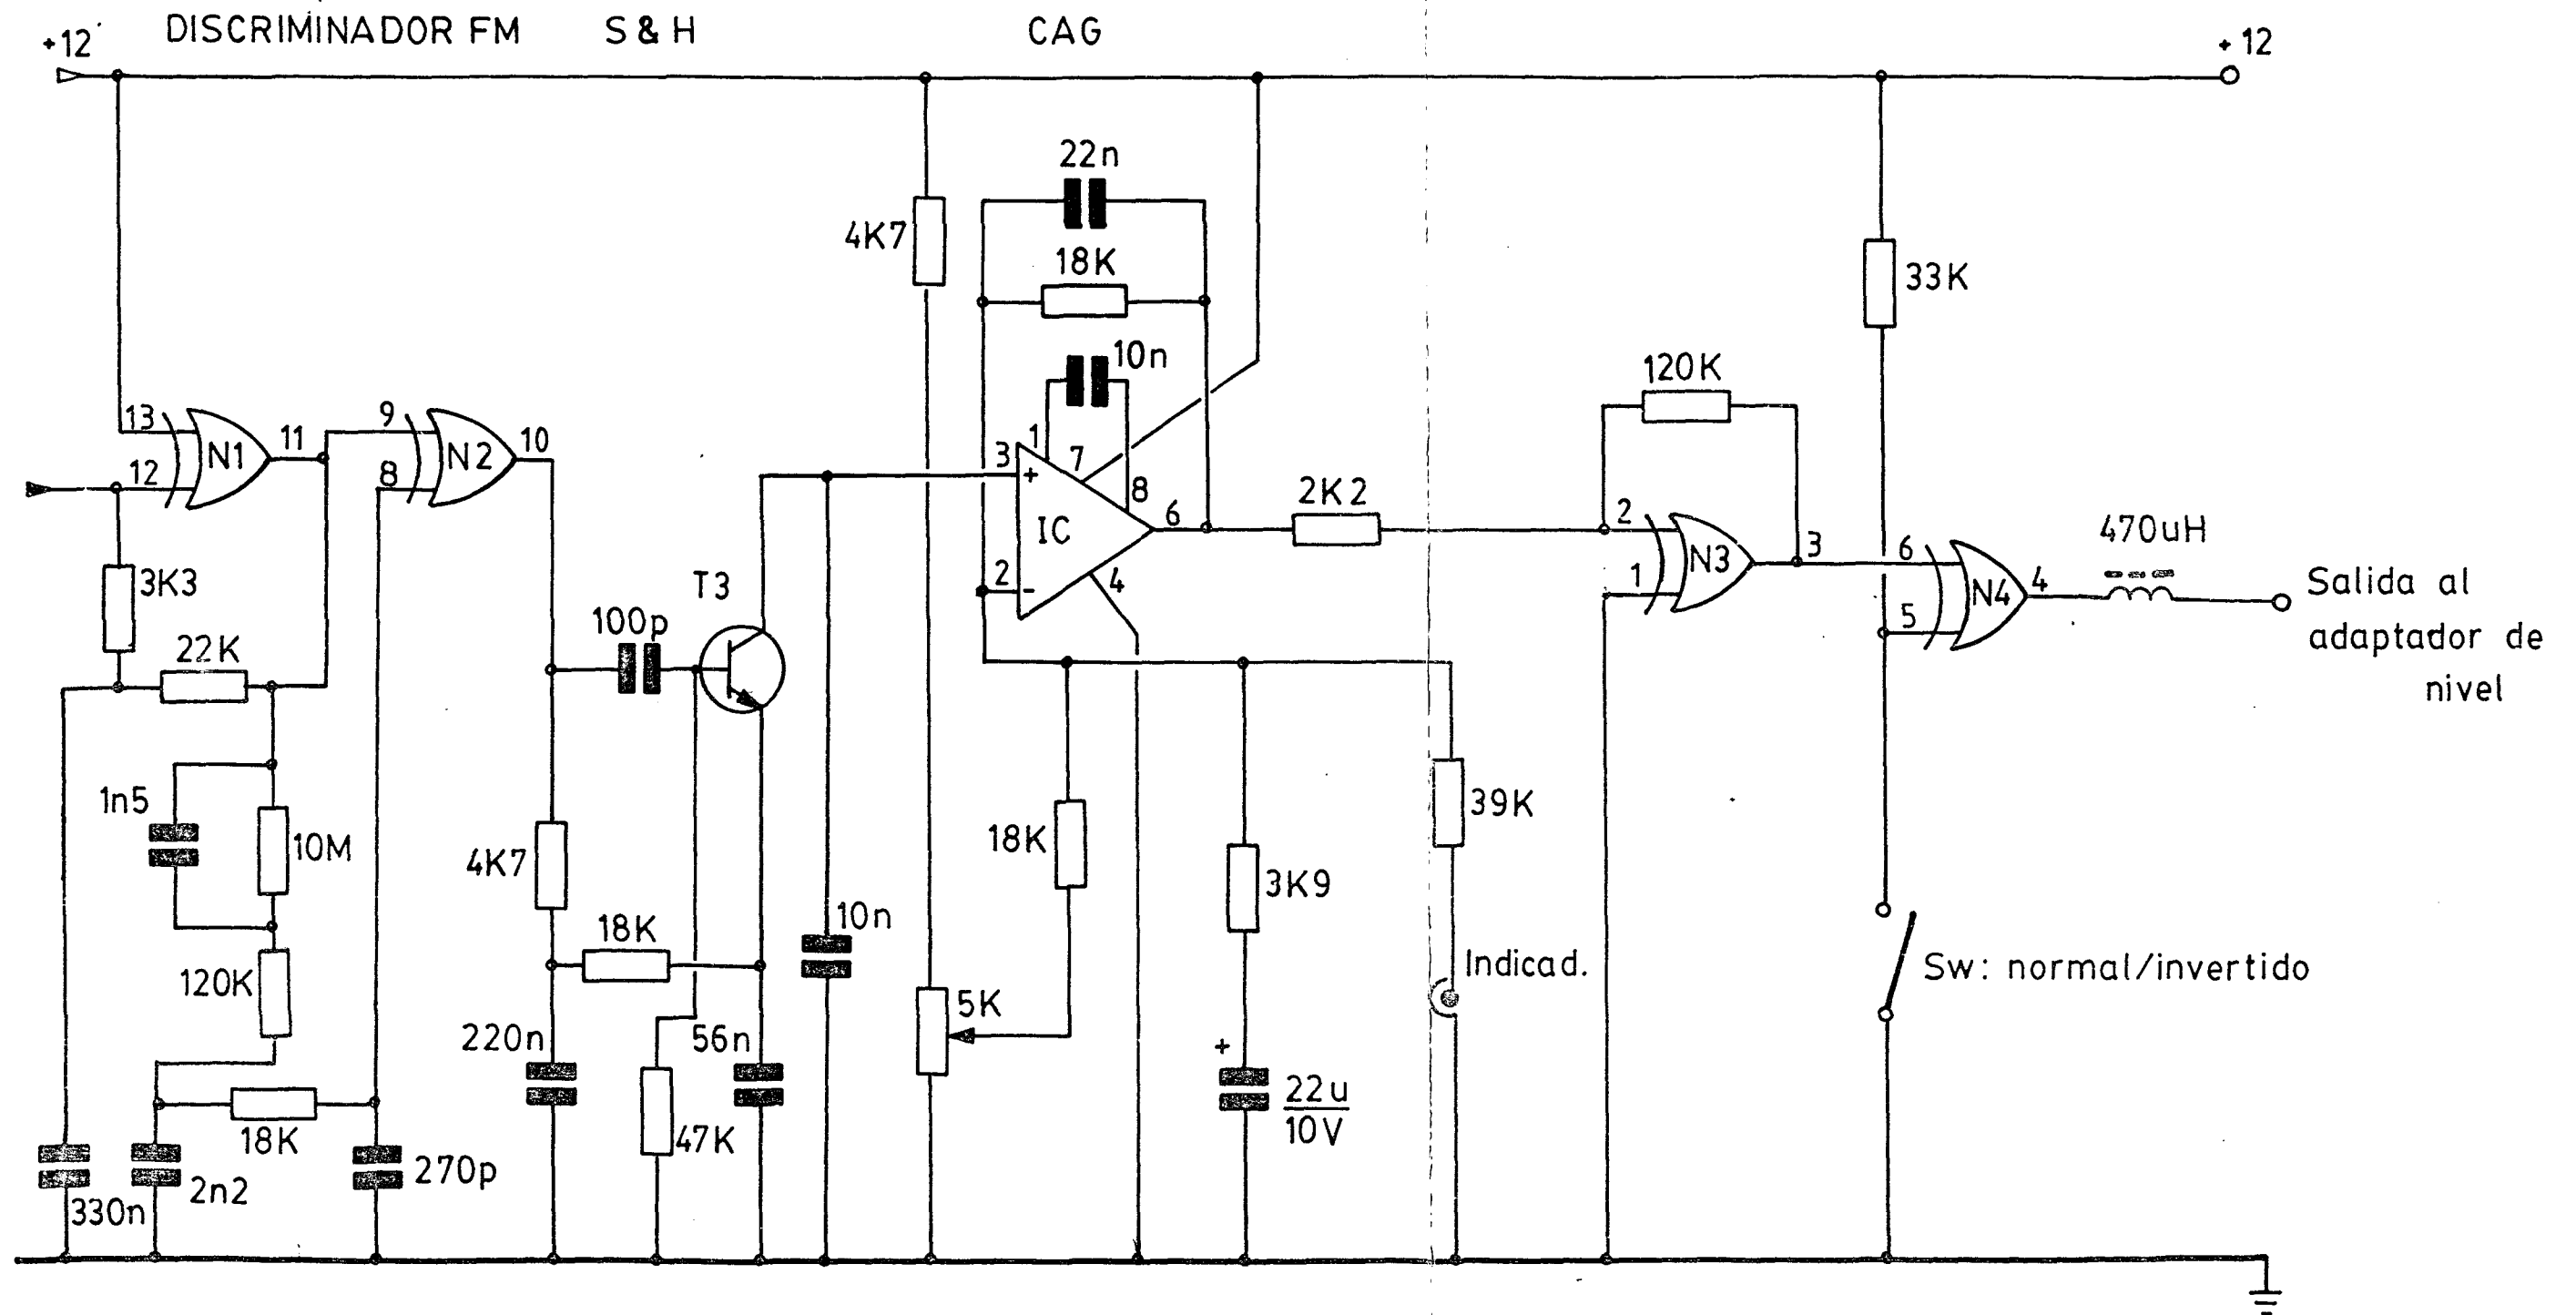 DISCRIMINADOR FM S & H CAG
+12 +12
22n
4K7
18K
33K
10n
120K
13 11 9 10
N1 N2
12 8
3 + 1 7 8 6
IC
2 - 4
2K2
2 3 6
N3
1
470uH
N4 4
5
Salida al
adaptador de
nivel
3K3
T3
100p
22K
1n5
10M
4K7
18K
39K
3K9
10n
18K
Indicad.
Sw: normal/invertido
120K
5K
220n
56n
+
22u
10V
18K
47K
270p
2n2
330n